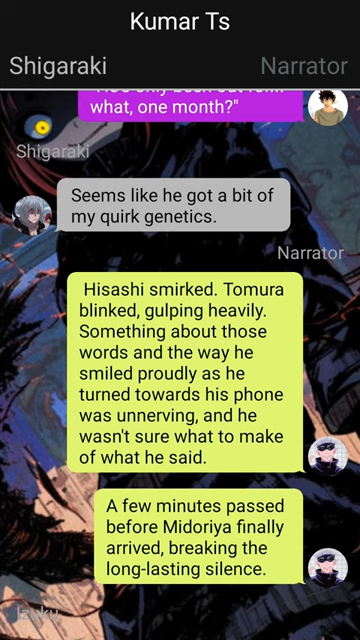 Kumar Ts
Shigaraki
Narrator
what, one month?"
Shigaraki
Seems like he got a bit of
my quirk genetics.
Narrator
Hisashi smirked. Tomura
blinked, gulping heavily.
Something about those
words and the way he
smiled proudly as he
turned towards his phone
was unnerving, and he
wasn't sure what to make
of what he said.
A few minutes passed
before Midoriya finally
arrived, breaking the
long-lasting silence.
Izuku